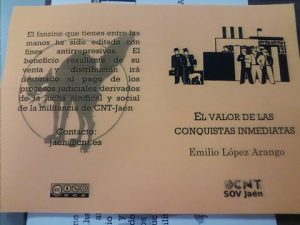 El fanzine que tienes entre las
manos ha sido editado con
fines antirrepresivos. El
beneficio resultante de su
venta y distribución irá
destinado al pago de los
procesos judiciales derivados
de la lucha sindical y social
de la militancia de CNT-Jaén
Contacto:
jaen@cnt.es
EL VALOR DE LAS
CONQUISTAS INMEDIATAS
Emilio López Arango
CNT
SOV Jaén